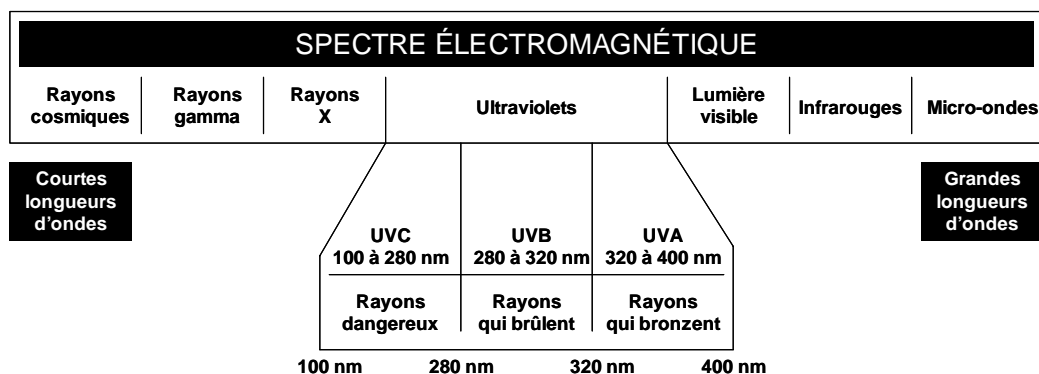 SPECTRE ÉLECTROMAGNÉTIQUE
Rayons
cosmiques
Rayons
gamma
Rayons
X
Ultraviolets
Lumière
visible
Infrarouges
Micro-ondes
Courtes
longueurs
d'ondes
Grandes
longueurs
d'ondes
UVC
100 à 280 nm
UVB
280 à 320 nm
UVA
320 à 400 nm
Rayons
dangereux
Rayons
qui brûlent
Rayons
qui bronzent
100 nm
280 nm
320 nm
400 nm